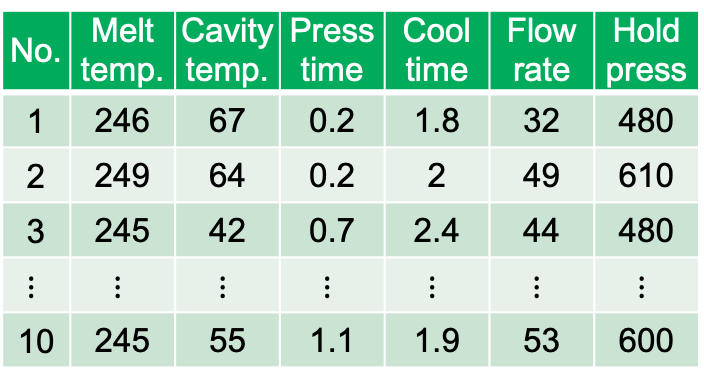 No. Melt temp. Cavity temp. Press time Cool time Flow rate Hold press
1 246 67 0.2 1.8 32 480
2 249 64 0.2 2 49 610
3 245 42 0.7 2.4 44 480
⋮ ⋮ ⋮ ⋮ ⋮ ⋮ ⋮
10 245 55 1.1 1.9 53 600